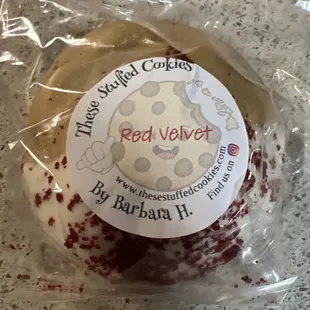 These Stuffed Cookies
Red Velvet
www.thesestuffedcookies.com
By Barbara H.
Find us on